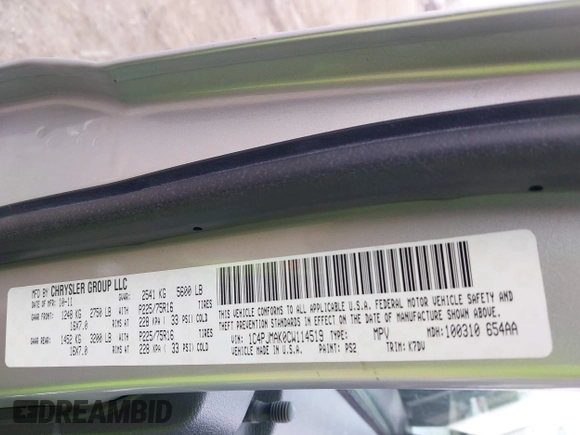 MFD BY CHRYSLER GROUP LLC
DATE OF MFR: 10-11 GVWR: 2541 KG 5600 LB
GAWR FRONT 1248 KG 2750 LB WITH TIRES P225/75R16
16X7.0 RIMS AT 228 KPA ( 33 PSI) COLD
GAWR REAR 1452 KG 3200 LB WITH TIRES P225/75R16
16X7.0 RIMS AT 228 KPA ( 33 PSI) COLD
THIS VEHICLE CONFORMS TO ALL APPLICABLE U.S.A. FEDERAL MOTOR VEHICLE SAFETY AND
THEFT PREVENTION STANDARDS IN EFFECT ON THE DATE OF MANUFACTURE SHOWN ABOVE.
VIN: 1C4PJMAK0CW114519 TYPE: MPV MDH: 100310 654AA
VEHICLE MADE IN U.S.A. PAINT: PS2 TRIM: K7DV
DREAMBID